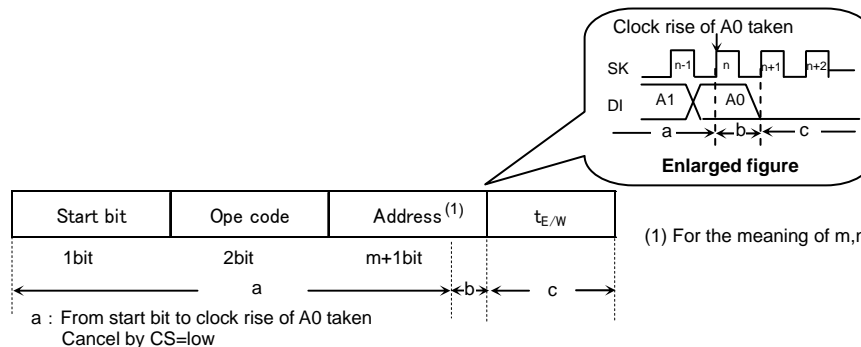 Clock rise of A0 taken
SK n-1 n n+1 n+2
DI A1 A0
a b c
Enlarged figure
Start bit Ope code Address(1) tE/W
1bit 2bit m+1bit
(1) For the meaning of m,n
a b c
a : From start bit to clock rise of A0 taken
Cancel by CS=low